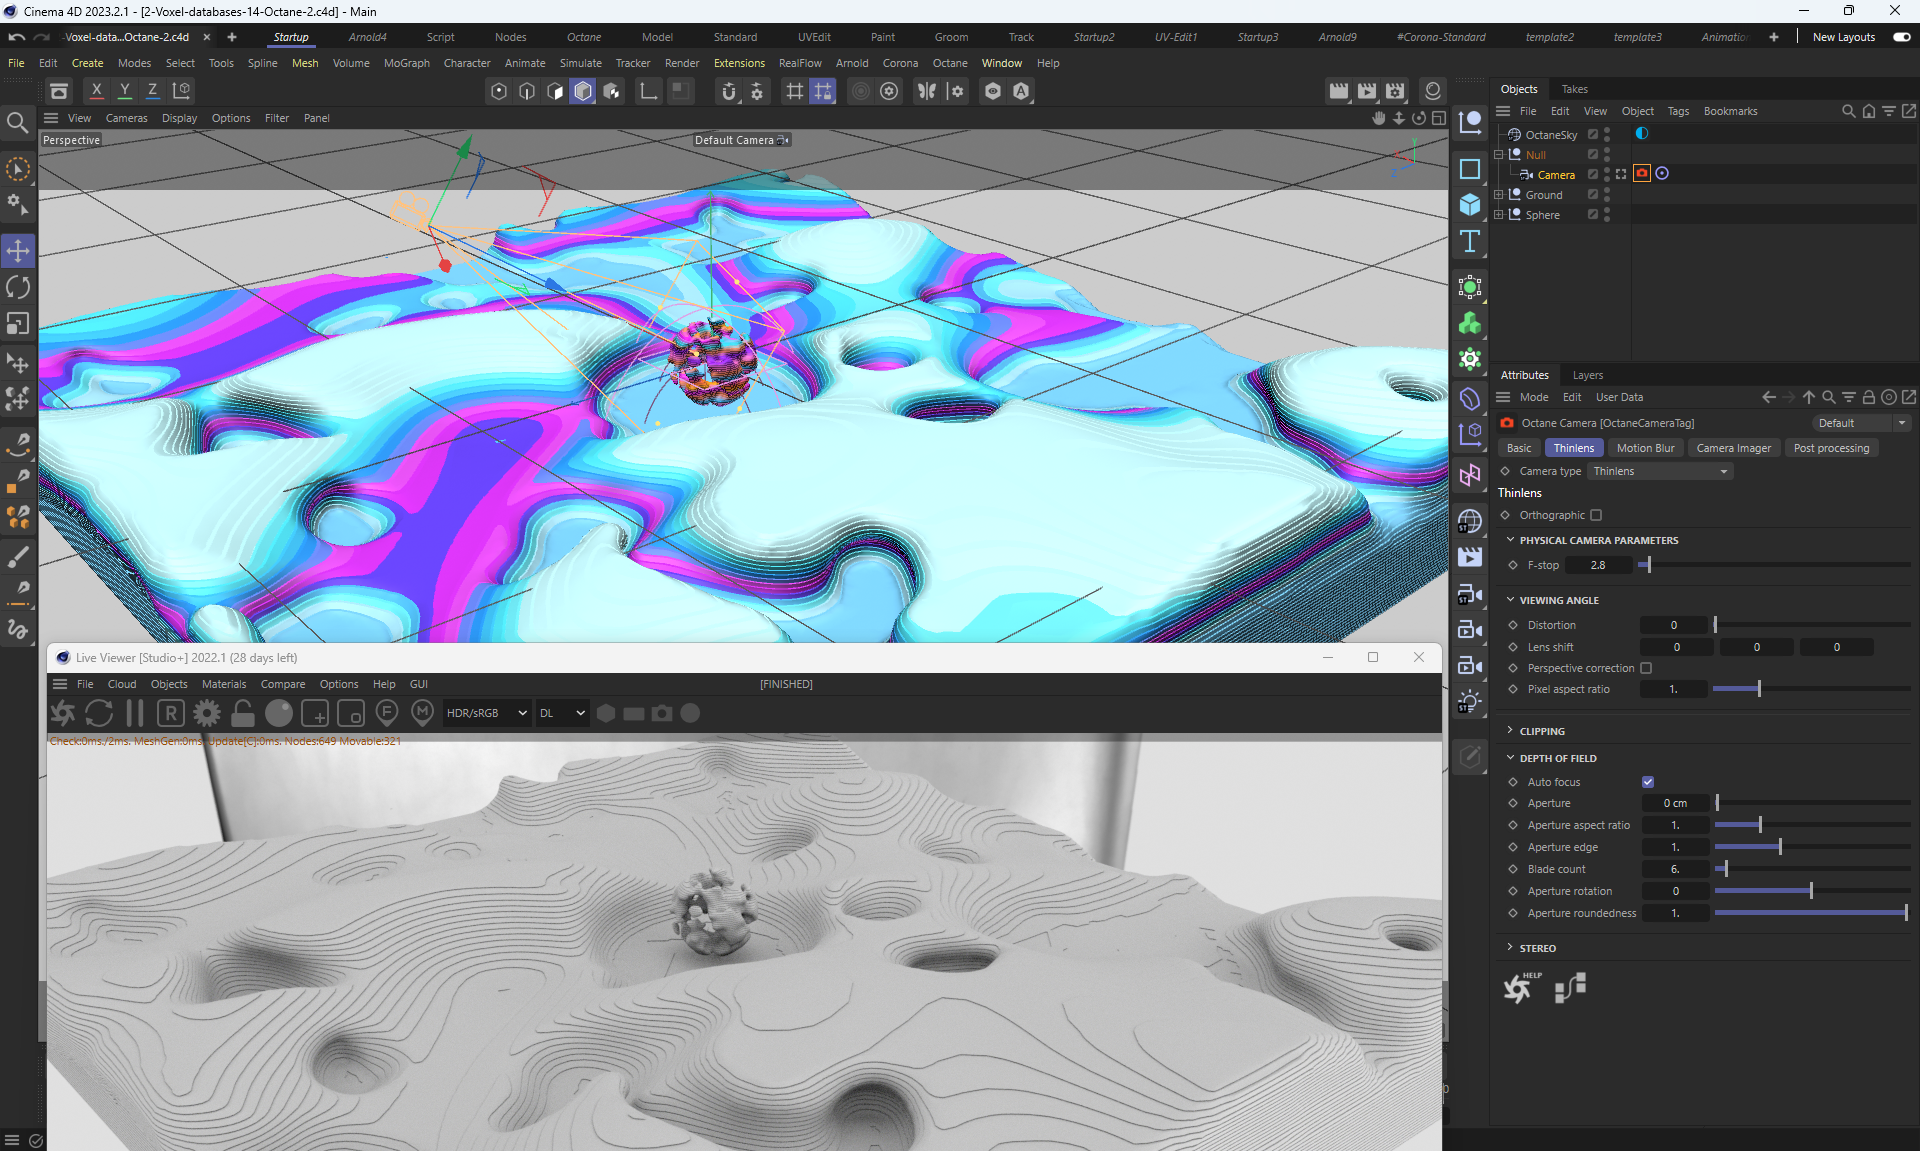 Cinema 4D 2023.2.1 - [2-Voxel-databases-14-Octane-2.c4d] - Main
-Voxel-data...Octane-2.c4d × + Startup Arnold4 Script Nodes Octane Model Standard UVEdit Paint Groom Track Startup2 UV-Edit1 Startup3 Arnold9 #Corona-Standard template2 template3 Animation + New Layouts
File Edit Create Modes Select Tools Spline Mesh Volume MoGraph Character Animate Simulate Tracker Render Extensions RealFlow Arnold Corona Octane Window Help
X Y Z
View Cameras Display Options Filter Panel
Perspective
Default Camera
Y
Z
Objects Takes
File Edit View Object Tags Bookmarks
OctaneSky
Null
Camera
Ground
Sphere
Attributes Layers
Mode Edit User Data
Octane Camera [OctaneCameraTag] Default
Basic Thinlens Motion Blur Camera Imager Post processing
Camera type Thinlens
Thinlens
Orthographic
PHYSICAL CAMERA PARAMETERS
F-stop 2.8
VIEWING ANGLE
Distortion 0
Lens shift 0 0 0
Perspective correction
Pixel aspect ratio 1.
CLIPPING
DEPTH OF FIELD
Auto focus
Aperture 0 cm
Aperture aspect ratio 1.
Aperture edge 1.
Blade count 6.
Aperture rotation 0
Aperture roundedness 1.
STEREO
HELP
ST
ST
ST
Live Viewer [Studio+] 2022.1 (28 days left)
File Cloud Objects Materials Compare Options Help GUI [FINISHED]
R F M HDR/sRGB DL
Check:0ms./2ms. MeshGen:0ms. Update[C]:0ms. Nodes:649 Movable:321